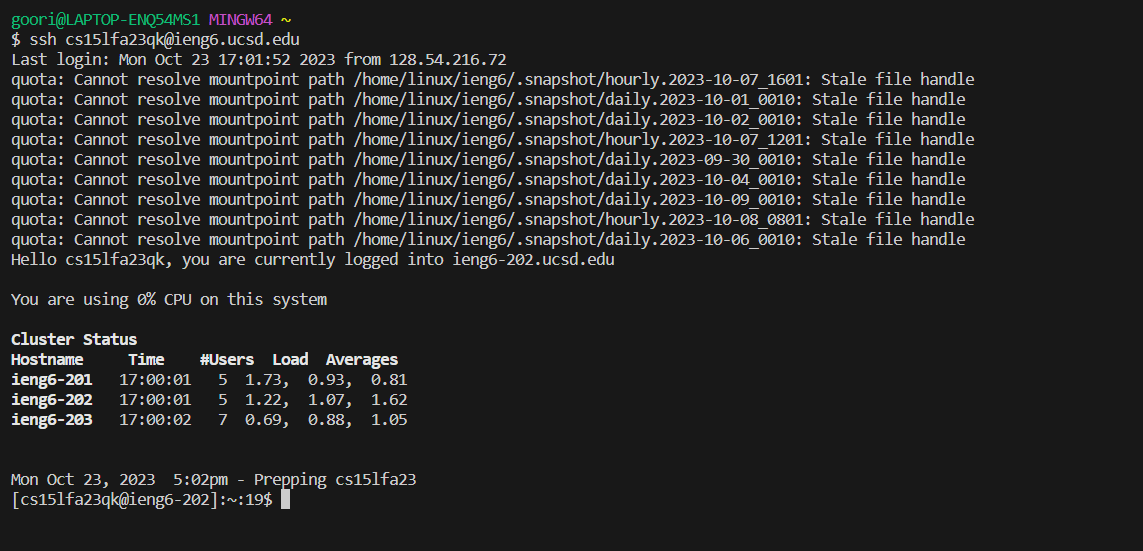 goori@LAPTOP-ENQ54MS1 MINGW64 ~
$ ssh cs15lfa23qk@ieng6.ucsd.edu
Last login: Mon Oct 23 17:01:52 2023 from 128.54.216.72
quota: Cannot resolve mountpoint path /home/linux/ieng6/.snapshot/hourly.2023-10-07_1601: Stale file handle
quota: Cannot resolve mountpoint path /home/linux/ieng6/.snapshot/daily.2023-10-01_0010: Stale file handle
quota: Cannot resolve mountpoint path /home/linux/ieng6/.snapshot/daily.2023-10-02_0010: Stale file handle
quota: Cannot resolve mountpoint path /home/linux/ieng6/.snapshot/hourly.2023-10-07_1201: Stale file handle
quota: Cannot resolve mountpoint path /home/linux/ieng6/.snapshot/daily.2023-09-30_0010: Stale file handle
quota: Cannot resolve mountpoint path /home/linux/ieng6/.snapshot/daily.2023-10-04_0010: Stale file handle
quota: Cannot resolve mountpoint path /home/linux/ieng6/.snapshot/daily.2023-10-09_0010: Stale file handle
quota: Cannot resolve mountpoint path /home/linux/ieng6/.snapshot/hourly.2023-10-08_0801: Stale file handle
quota: Cannot resolve mountpoint path /home/linux/ieng6/.snapshot/daily.2023-10-06_0010: Stale file handle
Hello cs15lfa23qk, you are currently logged into ieng6-202.ucsd.edu
You are using 0% CPU on this system
Cluster Status
Hostname     Time    #Users  Load  Averages
ieng6-201   17:00:01   5  1.73,  0.93,  0.81
ieng6-202   17:00:01   5  1.22,  1.07,  1.62
ieng6-203   17:00:02   7  0.69,  0.88,  1.05
Mon Oct 23, 2023  5:02pm - Prepping cs15lfa23
[cs15lfa23qk@ieng6-202]:~:19$